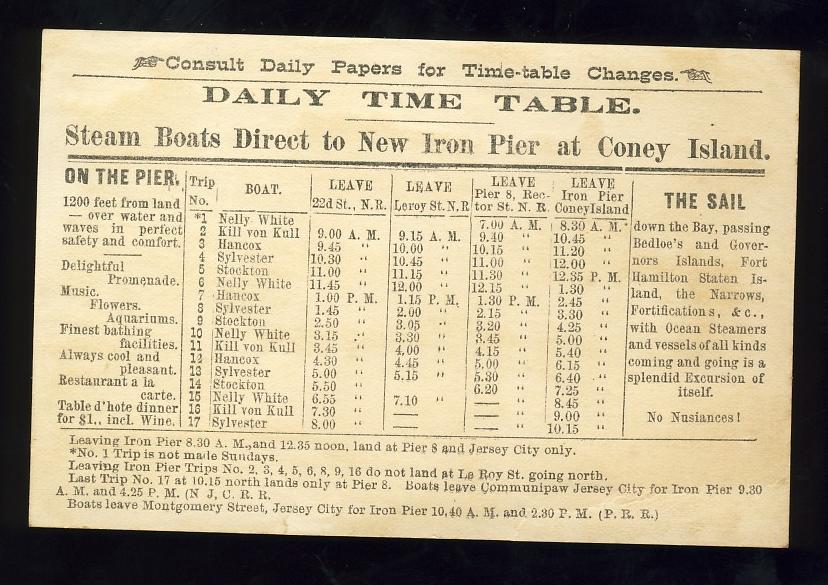 Consult Daily Papers for Time-table Changes.
DAILY TIME TABLE.
Steam Boats Direct to New Iron Pier at Coney Island.
ON THE PIER.
1200 feet from land
— over water and
waves in perfect
safety and comfort.
Delightful
Promenade.
Music.
Flowers.
Aquariums.
Finest bathing
facilities.
Always cool and
pleasant.
Restaurant a la
carte.
Table d'hote dinner
for $1., incl. Wine.
Trip No. BOAT. LEAVE 22d St., N.R. LEAVE Leroy St. N.R LEAVE Pier 8, Rector St. N. R. LEAVE Iron Pier ConeyIsland
*1 Nelly White 7.00 A. M. 8.30 A. M.
2 Kill von Kull 9.00 A. M. 9.15 A. M. 9.40 " 10.45 "
3 Hancox 9.45 " 10.00 " 10.15 " 11.20 "
4 Sylvester 10.30 " 10.45 " 11.00 " 12.00 "
5 Stockton 11.00 " 11.15 " 11.30 " 12.35 P. M.
6 Nelly White 11.45 " 12.00 " 12.15 " 1.30 "
7 Hancox 1.00 P. M. 1.15 P. M. 1.30 P. M. 2.45 "
8 Sylvester 1.45 " 2.00 " 2.15 " 3.30 "
9 Stockton 2.50 " 3.05 " 3.20 " 4.25 "
10 Nelly White 3.15 " 3.30 " 3.45 " 5.00 "
11 Kill von Kull 3.45 " 4,00 " 4.15 " 5.40 "
12 Hancox 4.30 " 4.45 " 5.00 " 6.15 "
13 Sylvester 5.00 " 5.15 " 5.30 " 6.40 "
14 Stockton 5.50 " 6.20 " 7.25 "
15 Nelly White 6.55 " 7.10 " — 8.45 "
16 Kill von Kull 7.30 " — — 9.00 "
17 Sylvester 8.00 " — — 10.15 "
THE SAIL
down the Bay, passing
Bedloe's and Gover-
nors Islands, Fort
Hamilton Staten Is-
land, the Narrows,
Fortifications, &c.,
with Ocean Steamers
and vessels of all kinds
coming and going is a
splendid Excursion of
itself.
No Nusiances!
Leaving Iron Pier 8.30 A. M., and 12.35 noon, land at Pier 8 and Jersey City only.
*No. 1 Trip is not made Sundays.
Leaving Iron Pier Trips No. 2, 3, 4, 5, 6, 8, 9, 16 do not land at Le Roy St. going north.
Last Trip No. 17 at 10.15 north lands only at Pier 8. Boats leave Communipaw Jersey City for Iron Pier 9.30
A. M. and 4.25 P. M. (N J, C. R. R.
Boats leave Montgomery Street, Jersey City for Iron Pier 10,40 A. M. and 2.30 P. M. (P. R. R.)